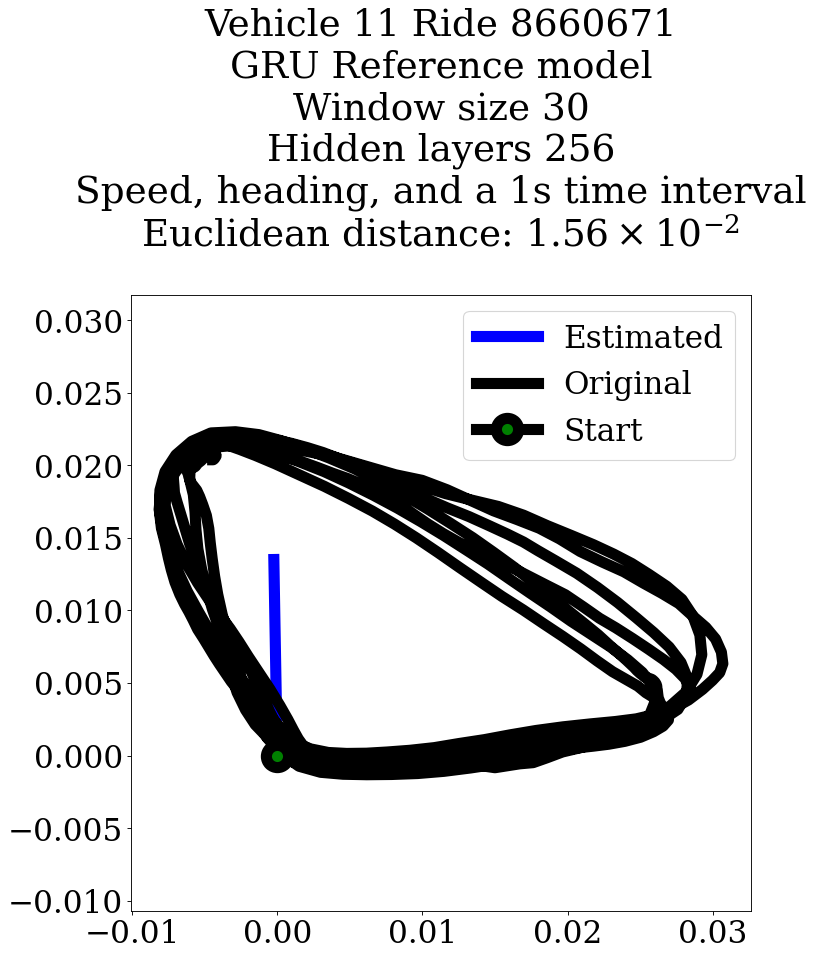 Vehicle 11 Ride 8660671
GRU Reference model
Window size 30
Hidden layers 256
Speed, heading, and a 1s time interval
Euclidean distance: 1.56 × 10⁻²
Estimated
Original
Start
0.030
0.025
0.020
0.015
0.010
0.005
0.000
−0.005
−0.010
−0.01 0.00 0.01 0.02 0.03